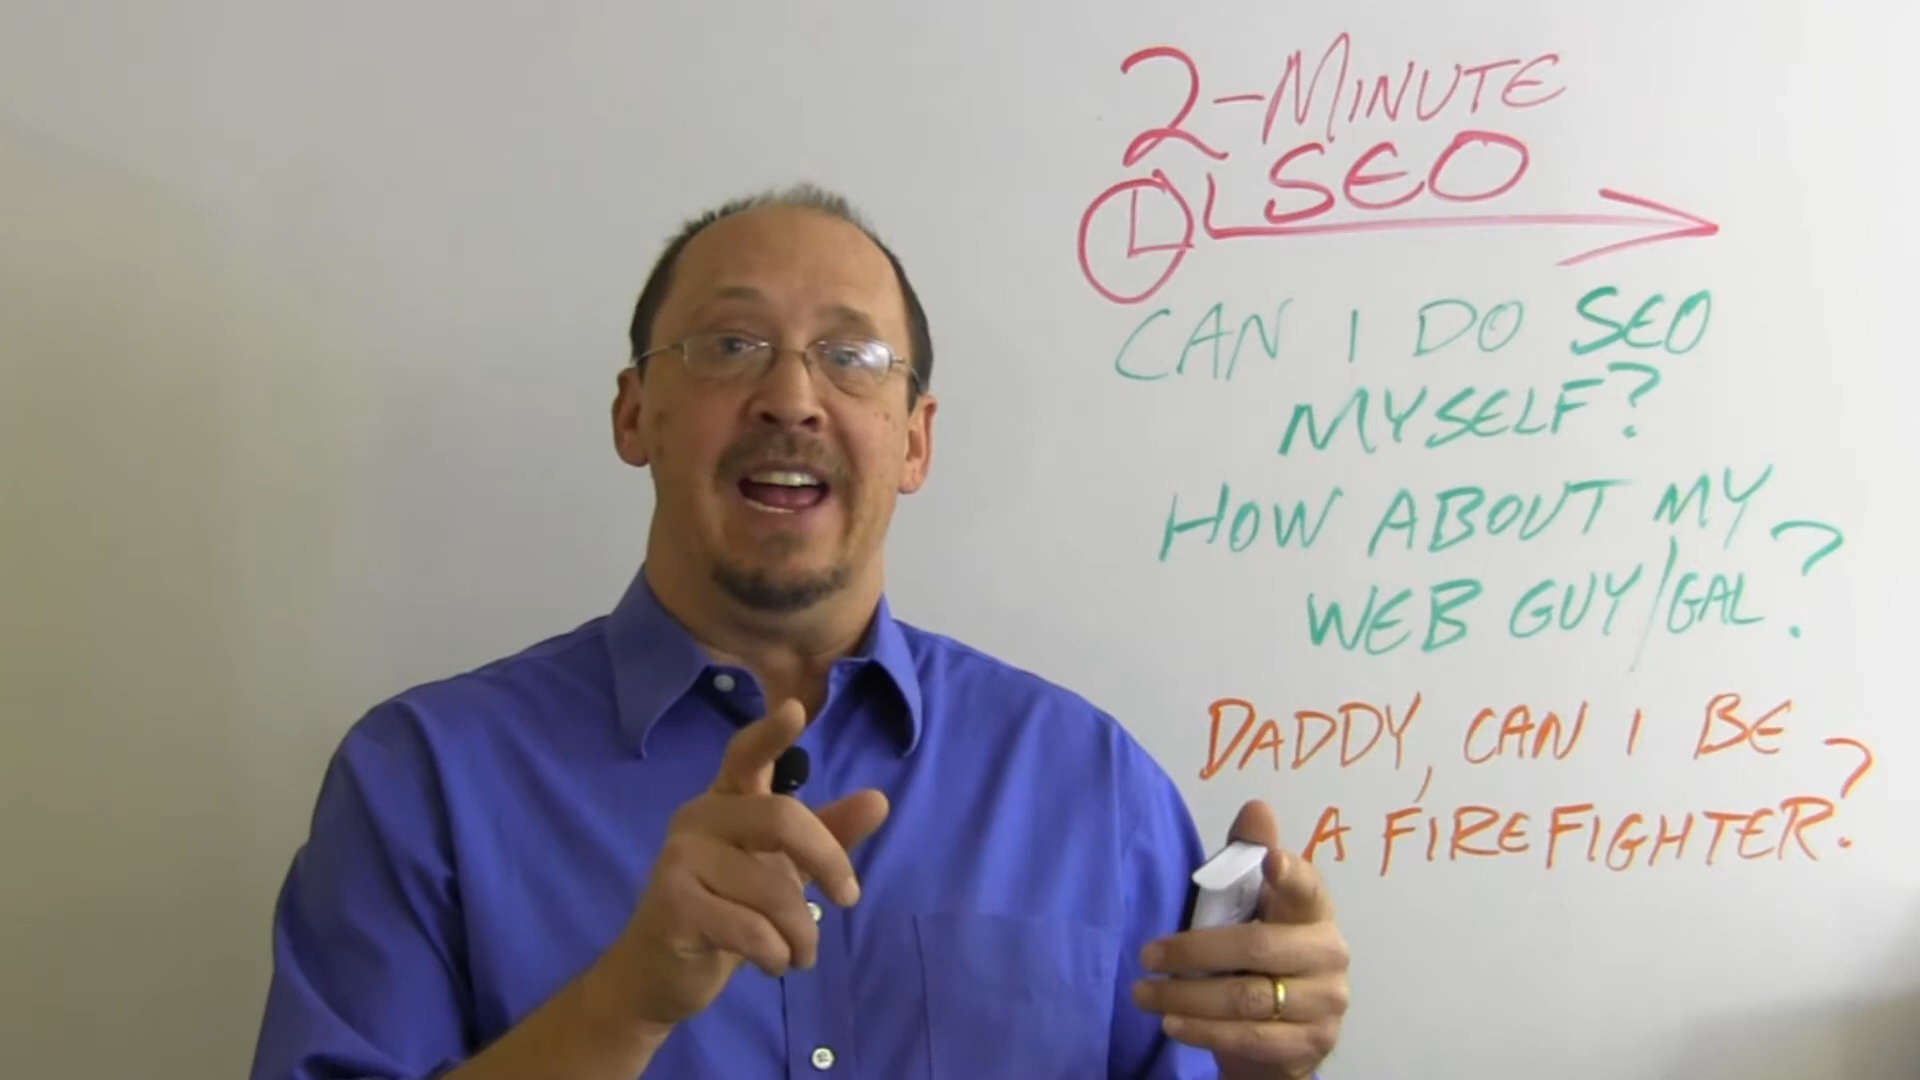 2-MINUTE
SEO
CAN I DO SEO
MYSELF?
HOW ABOUT MY
WEB GUY/GAL?
DADDY, CAN I BE
A FIREFIGHTER?